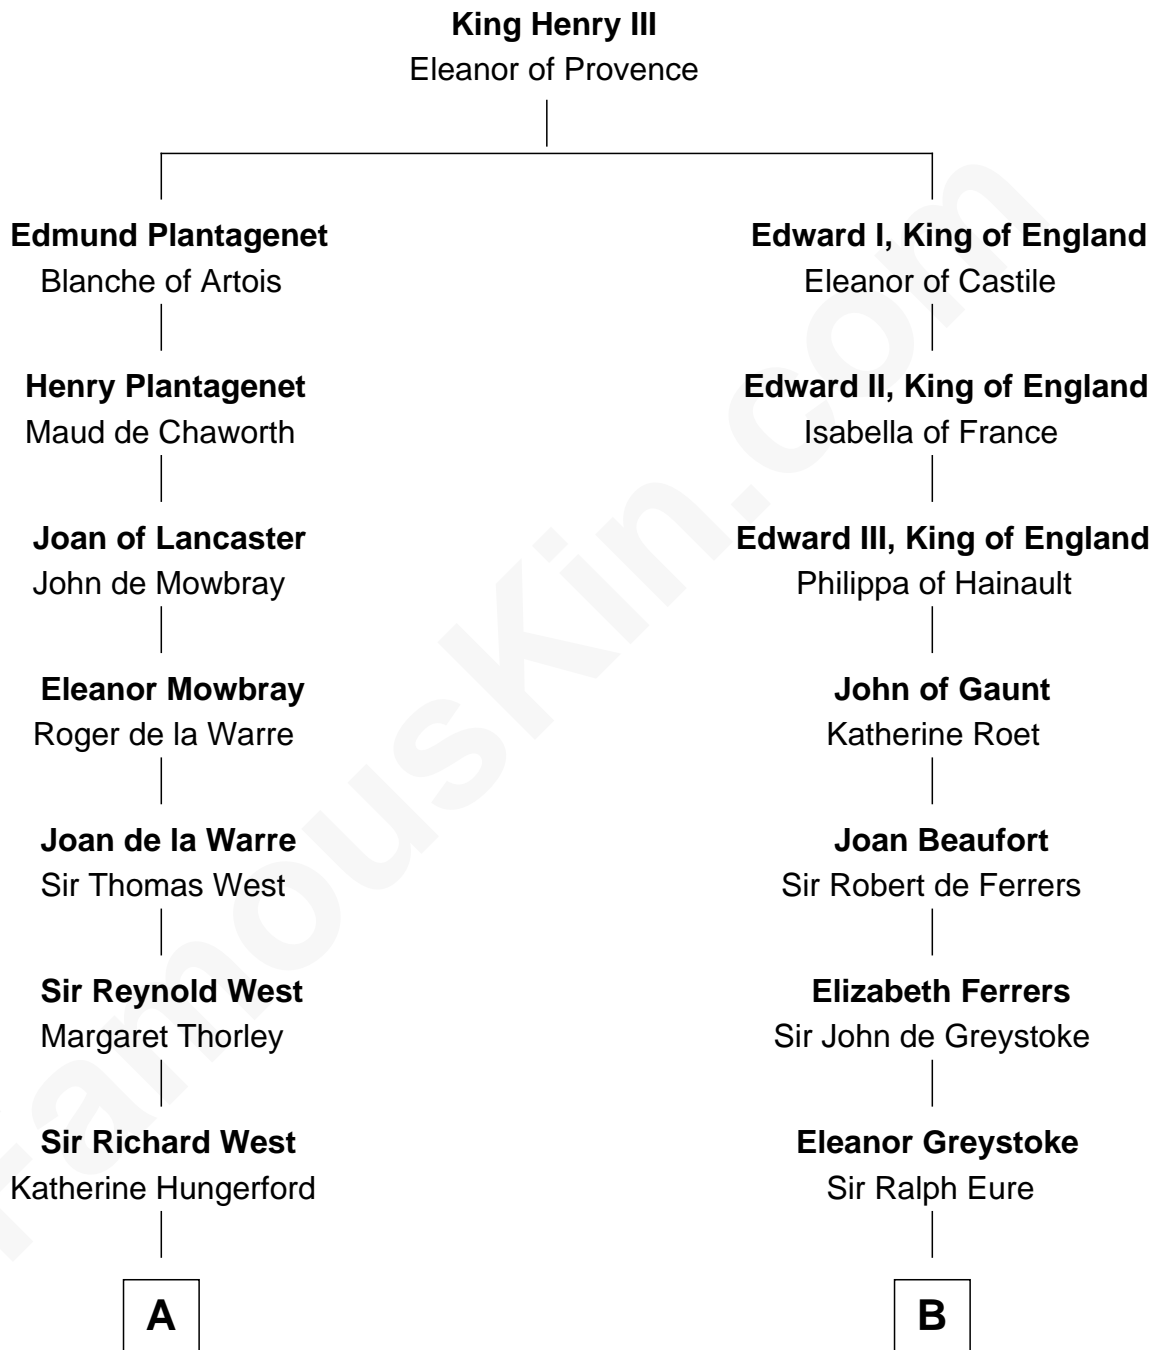 King Henry III
Eleanor of Provence
Edmund Plantagenet
Blanche of Artois
Henry Plantagenet
Maud de Chaworth
Joan of Lancaster
John de Mowbray
Eleanor Mowbray
Roger de la Warre
Joan de la Warre
Sir Thomas West
Sir Reynold West
Margaret Thorley
Sir Richard West
Katherine Hungerford
A
Edward I, King of England
Eleanor of Castile
Edward II, King of England
Isabella of France
Edward III, King of England
Philippa of Hainault
John of Gaunt
Katherine Roet
Joan Beaufort
Sir Robert de Ferrers
Elizabeth Ferrers
Sir John de Greystoke
Eleanor Greystoke
Sir Ralph Eure
B
FamousKin.com